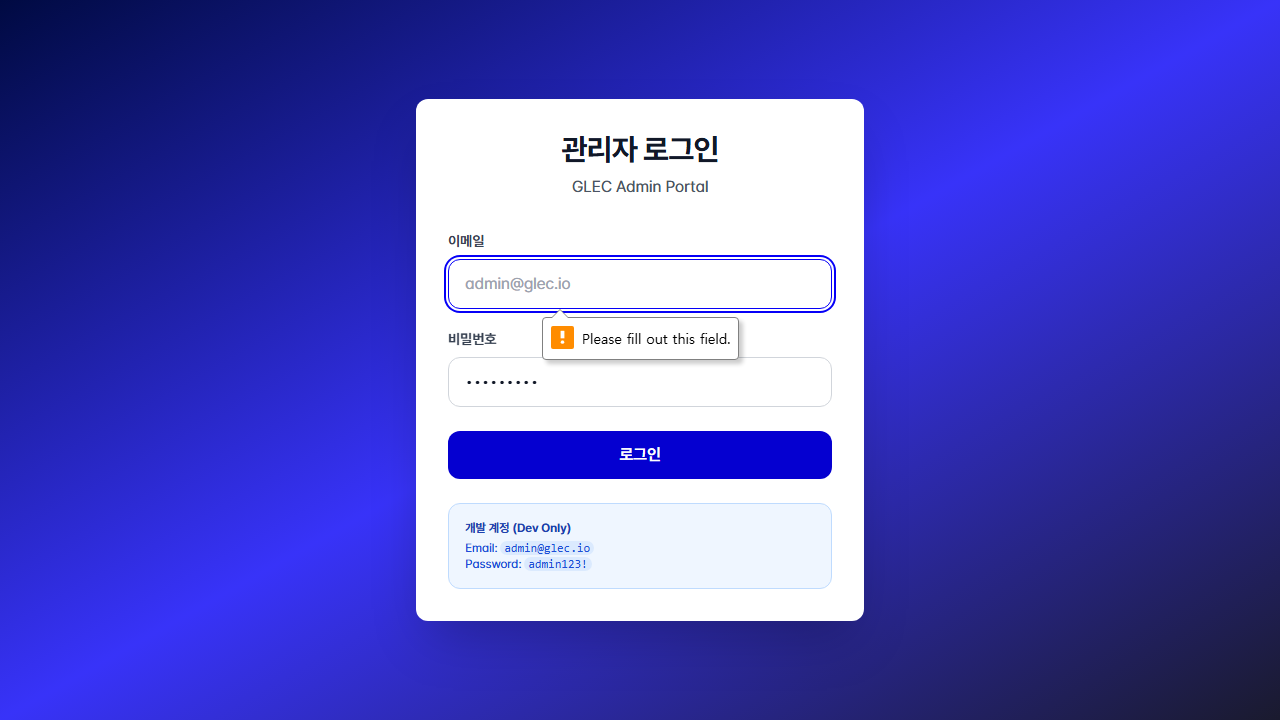 관리자 로그인
GLEC Admin Portal
이메일
admin@glec.io
Please fill out this field.
비밀번호
•••••••••
로그인
개발 계정 (Dev Only)
Email: admin@glec.io
Password: admin123!